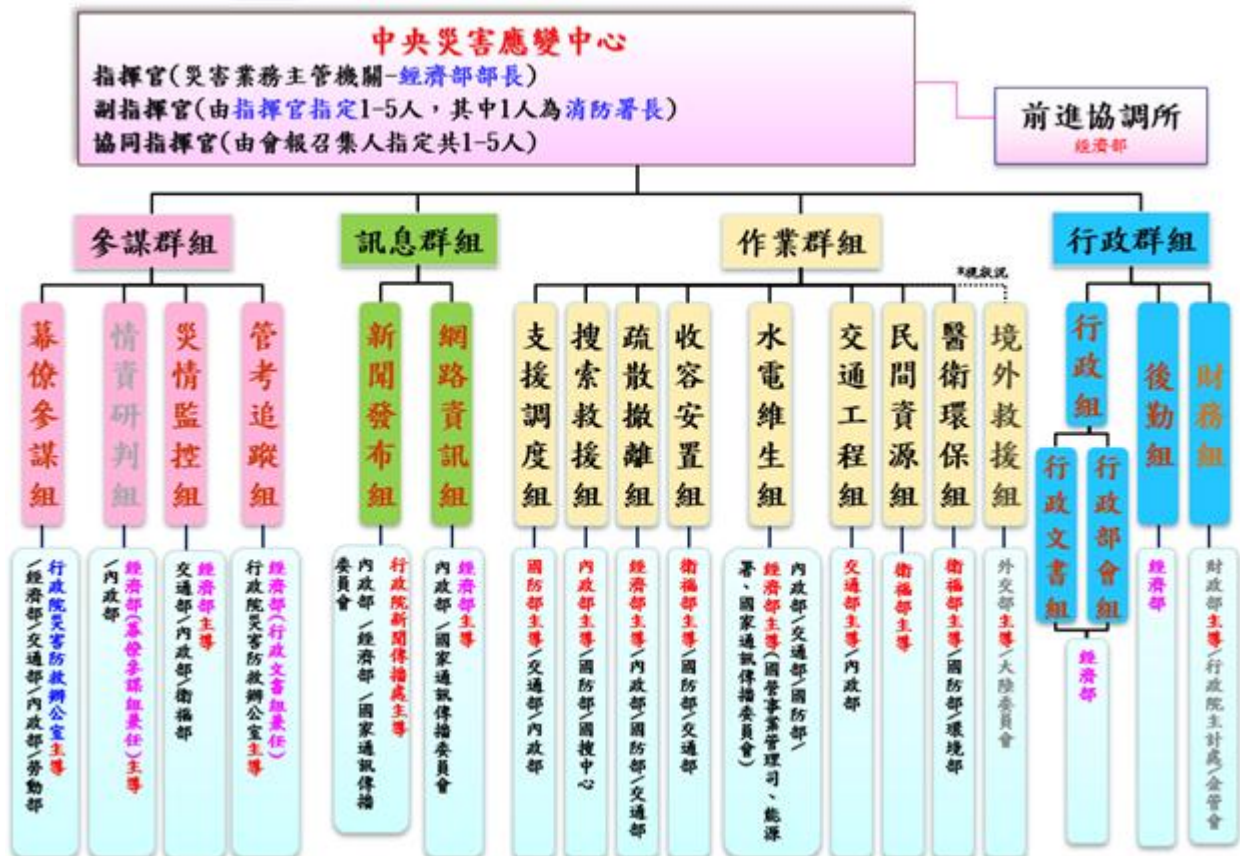 中央災害應變中心
指揮官(災害業務主管機關-經濟部部長)
副指揮官(由指揮官指定1-5人，其中1人為消防署長)
協同指揮官(由會報召集人指定共1-5人)
前進協調所
經濟部
參謀群組
訊息群組
作業群組
行政群組
*視狀況
幕僚參謀組
情資研判組
災情監控組
管考追蹤組
新聞發布組
網路資訊組
支援調度組
搜索救援組
疏散撤離組
收容安置組
水電維生組
交通工程組
民間資源組
醫衛環保組
境外救援組
行政組
行政文書組
行政部會組
後勤組
財務組
行政院災害防救辦公室主導
/經濟部/交通部/內政部/勞動部
經濟部(幕僚參謀組兼任)主導
/內政部
經濟部主導
交通部/內政部/衛福部
經濟部(行政文書組兼任)
行政院災害防救辦公室主導
行政院新聞傳播處主導
內政部/經濟部/國家通訊傳播
委員會
經濟部主導
內政部/國家通訊傳播委員會
國防部主導/交通部/內政部
內政部主導/國防部/國搜中心
經濟部主導/內政部/國防部/交通部
衛福部主導/國防部/交通部
內政部/交通部/國防部/
經濟部主導(國營事業管理司、能源
署、國家通訊傳播委員會)
交通部主導/內政部
衛福部主導
衛福部主導/國防部/環境部
外交部主導/大陸委員會
經濟部
經濟部
財政部主導/行政院主計處/金管會